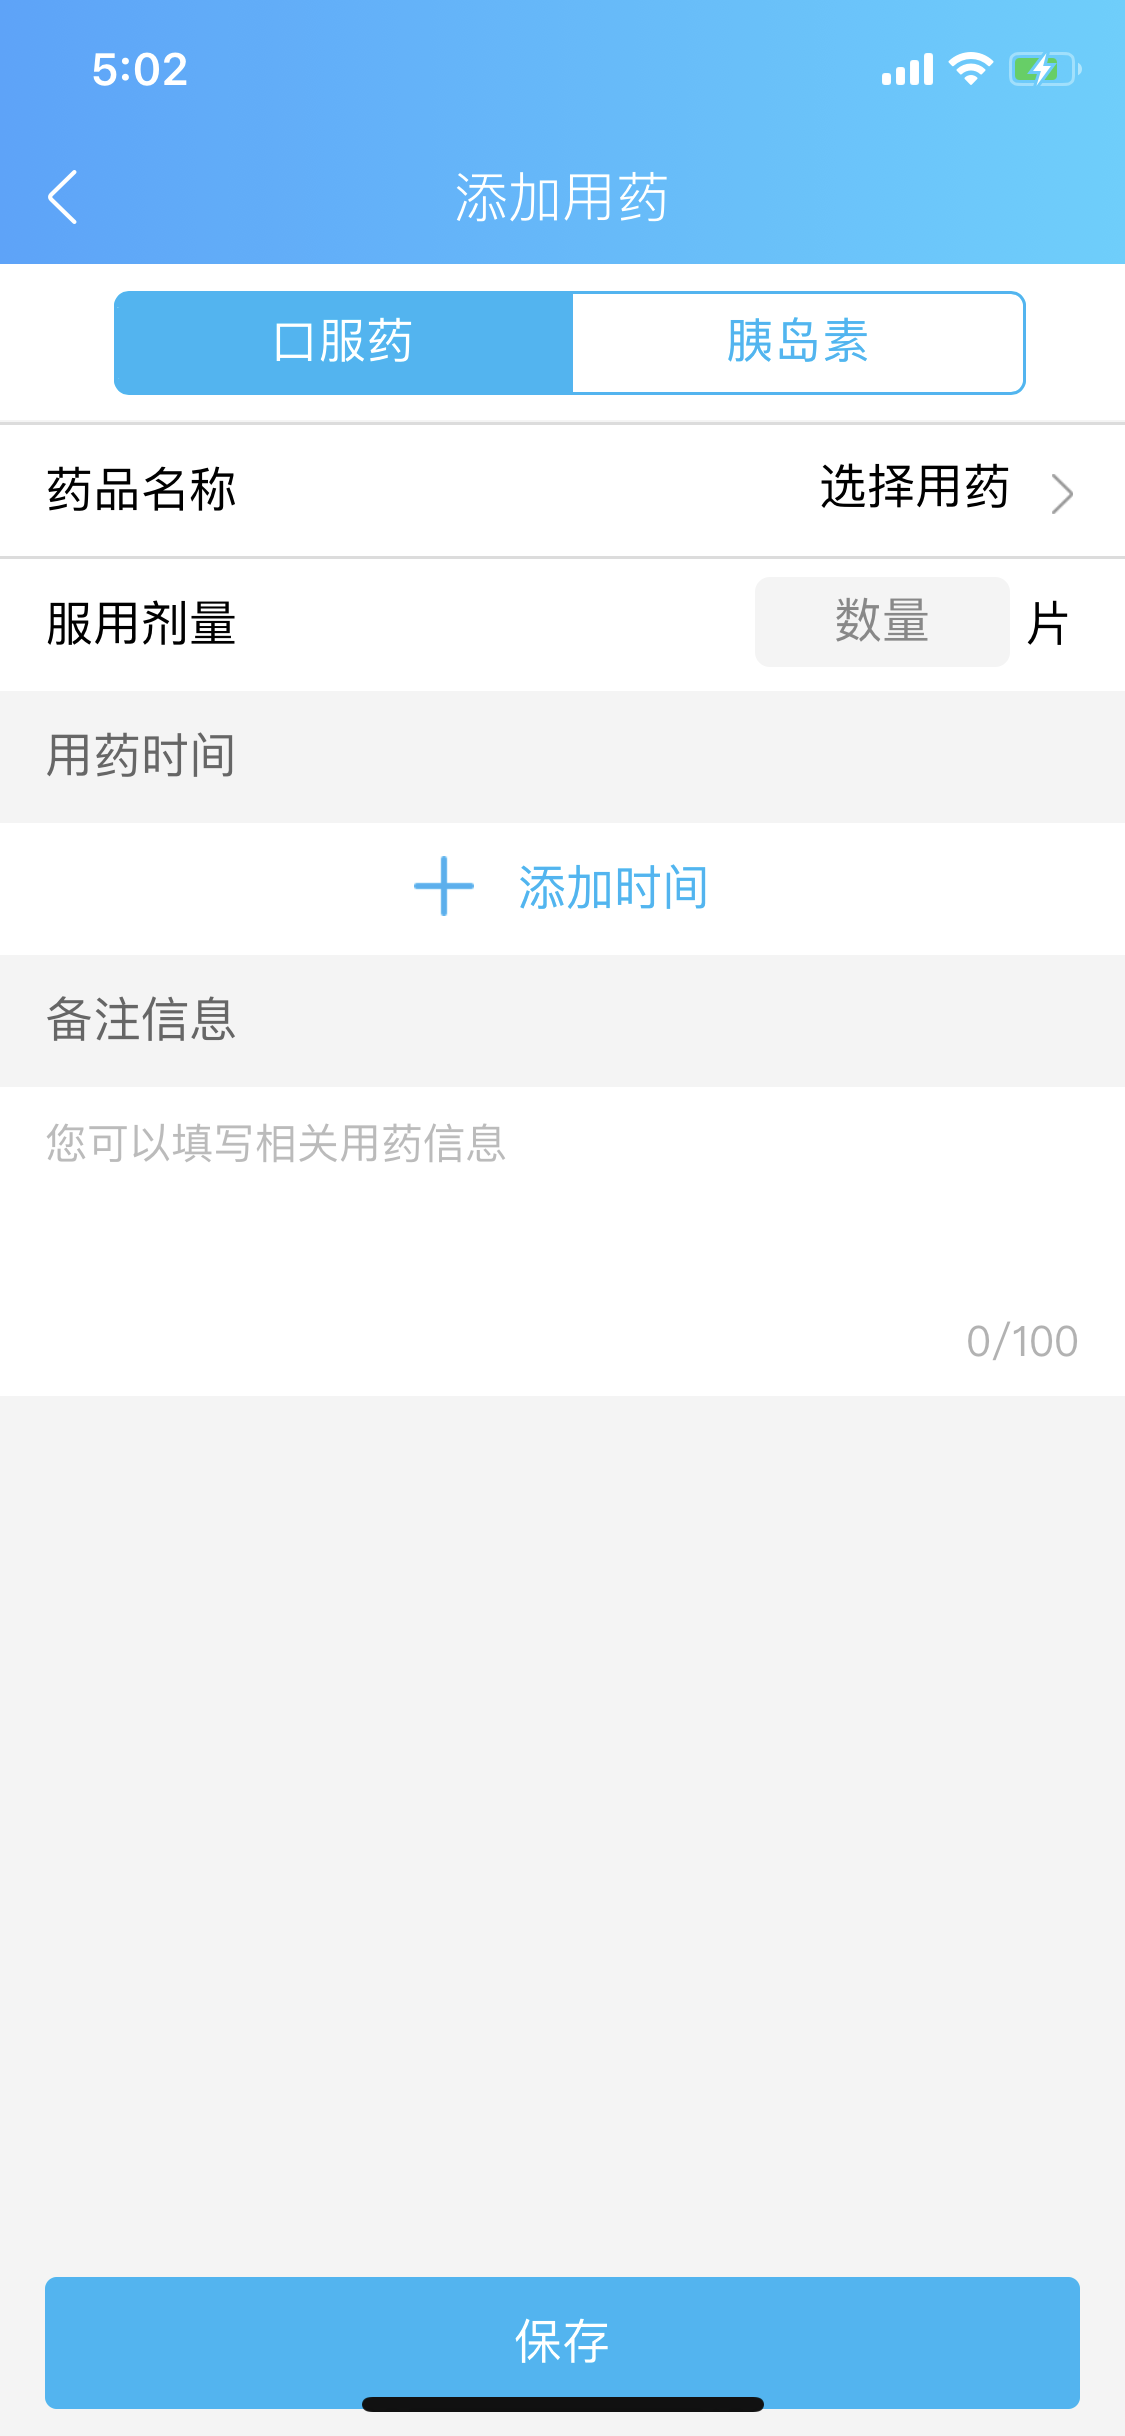 5:02
添加用药
口服药
胰岛素
药品名称
选择用药
服用剂量
数量
片
用药时间
添加时间
备注信息
您可以填写相关用药信息
0/100
保存